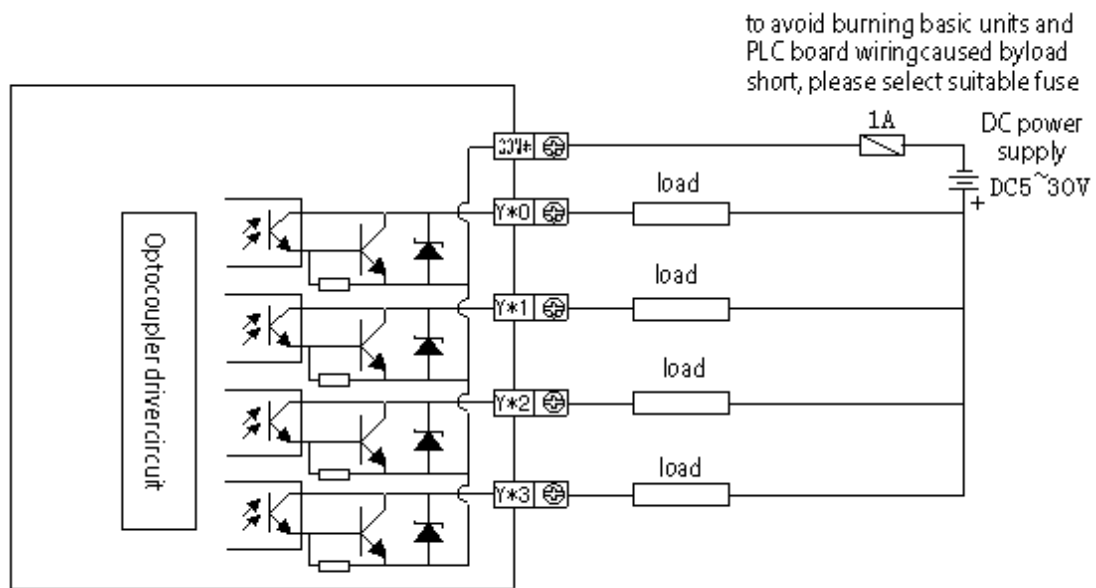 to avoid burning basic units and
PLC board wiringcaused byload
short, please select suitable fuse
1A
DC power
supply
DC5~30V
+
load
Y*0
load
Y*1
load
Y*2
load
Y*3
Optocoupler drivercircuit